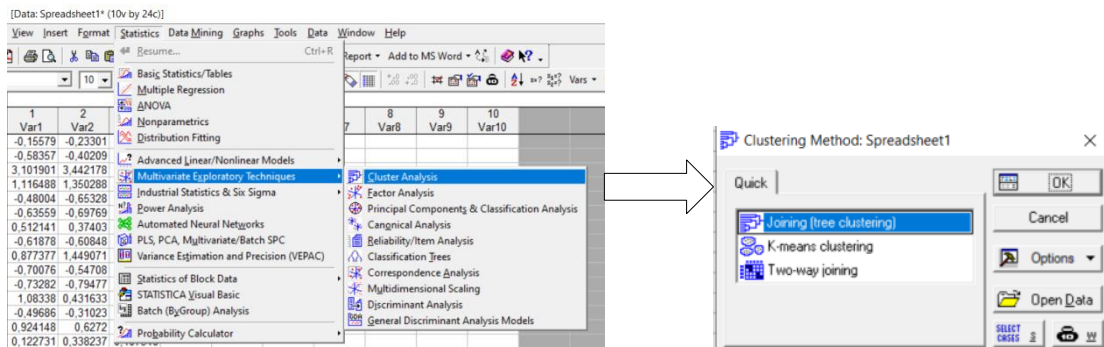 [Data: Spreadsheet1* (10v by 24c)]
View Insert Format Statistics Data Mining Graphs Tools Data Window Help
Resume... Ctrl+R
Report Add to MS Word
10
Vars
Basic Statistics/Tables
Multiple Regression
ANOVA
Nonparametrics
Distribution Fitting
Advanced Linear/Nonlinear Models
Multivariate Exploratory Techniques
Industrial Statistics & Six Sigma
Power Analysis
Automated Neural Networks
PLS, PCA, Multivariate/Batch SPC
Variance Estimation and Precision (VEPAC)
Statistics of Block Data
STATISTICA Visual Basic
Batch (ByGroup) Analysis
Probability Calculator
1 2 7 8 9 10
Var1 Var2 Var8 Var9 Var10
-0,15579 -0,23301
-0,58357 -0,40209
3,101901 3,442178
1,116488 1,350288
-0,48004 -0,65328
-0,63559 -0,69769
0,512141 0,37403
-0,61878 -0,60848
0,877377 1,449071
-0,70076 -0,54708
-0,73282 -0,79477
1,08338 0,431633
-0,49686 -0,31023
0,924148 0,6272
0,122731 0,338237
Cluster Analysis
Factor Analysis
Principal Components & Classification Analysis
Canonical Analysis
Reliability/Item Analysis
Classification Trees
Correspondence Analysis
Multidimensional Scaling
Discriminant Analysis
General Discriminant Analysis Models
Clustering Method: Spreadsheet1
Quick
Joining (tree clustering)
K-means clustering
Two-way joining
OK
Cancel
Options
Open Data
SELECT CASES S W